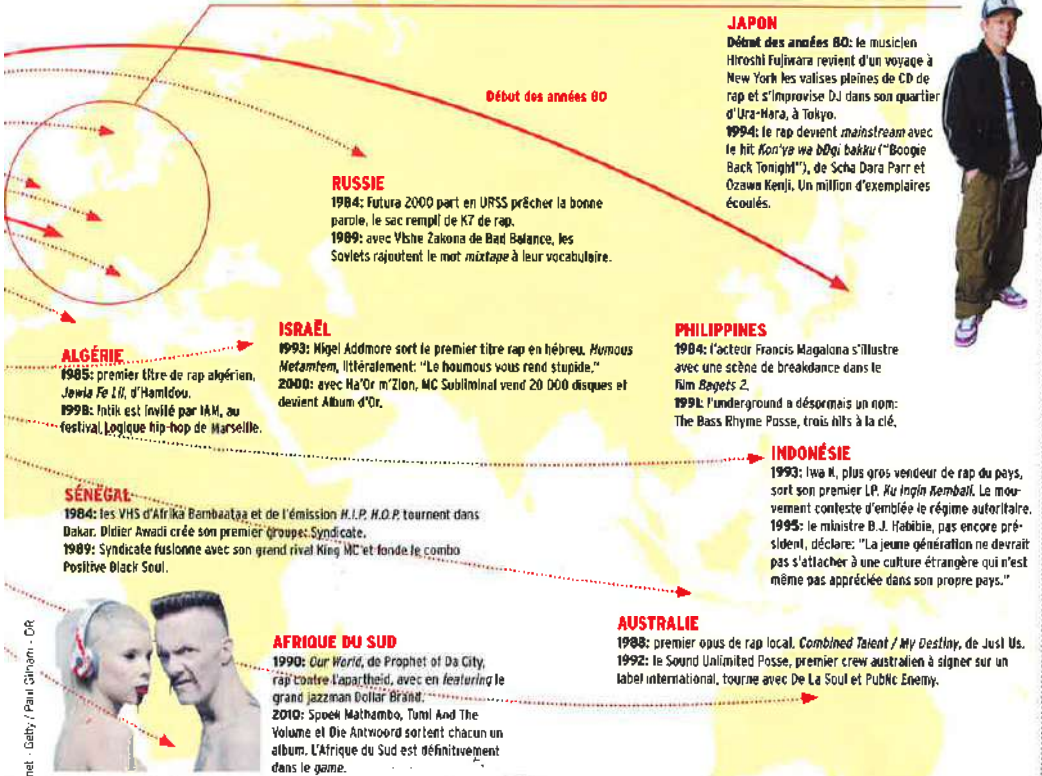 JAPON
Début des années 80: le musicien
Hiroshi Fujiwara revient d'un voyage à
New York les valises pleines de CD de
rap et s'improvise DJ dans son quartier
d'Ura-Hara, à Tokyo.
1994: le rap devient mainstream avec
le hit Kon'ya wa bûgi bakku ("Boogie
Back Tonight"), de Scha Dara Parr et
Ozawa Kenji. Un million d'exemplaires
écoulés.
Début des années 80
RUSSIE
1984: Futura 2000 part en URSS prêcher la bonne
parole, le sac rempli de K7 de rap.
1989: avec Vishe Zakona de Bad Balance, les
Soviets rajoutent le mot mixtape à leur vocabulaire.
ISRAËL
1993: Nigel Addmore sort le premier titre rap en hébreu, Humous
Metamtem, littéralement: "Le houmous vous rend stupide."
2000: avec Ha'Or m'Zion, MC Subliminal vend 20 000 disques et
devient Album d'Or.
PHILIPPINES
1984: l'acteur Francis Magalona s'illustre
avec une scène de breakdance dans le
film Bagets 2.
1991: l'underground a désormais un nom:
The Bass Rhyme Posse, trois hits à la clé.
ALGÉRIE
1985: premier titre de rap algérien,
Jawla Fe Lil, d'Hamidou.
1998: Intik est invité par IAM, au
festival Logique hip-hop de Marseille.
INDONÉSIE
1993: Iwa K, plus gros vendeur de rap du pays,
sort son premier LP, Ku Ingin Kembali. Le mou-
vement conteste d'emblée le régime autoritaire.
1995: le ministre B.J. Habibie, pas encore pré-
sident, déclare: "La jeune génération ne devrait
pas s'attacher à une culture étrangère qui n'est
même pas appréciée dans son propre pays."
SÉNÉGAL
1984: les VHS d'Afrika Bambaataa et de l'émission H.I.P. H.O.P. tournent dans
Dakar. Didier Awadi crée son premier groupe: Syndicate.
1989: Syndicate fusionne avec son grand rival King MC et fonde le combo
Positive Black Soul.
AUSTRALIE
1988: premier opus de rap local, Combined Talent / My Destiny, de Just Us.
1992: le Sound Unlimited Posse, premier crew australien à signer sur un
label international, tourne avec De La Soul et Public Enemy.
AFRIQUE DU SUD
1990: Our World, de Prophet of Da City,
rap contre l'apartheid, avec en featuring le
grand jazzman Dollar Brand.
2010: Spoek Mathambo, Tumi And The
Volume et Die Antwoord sortent chacun un
album. L'Afrique du Sud est définitivement
dans le game.
net - Getty / Paul Gilham - DR